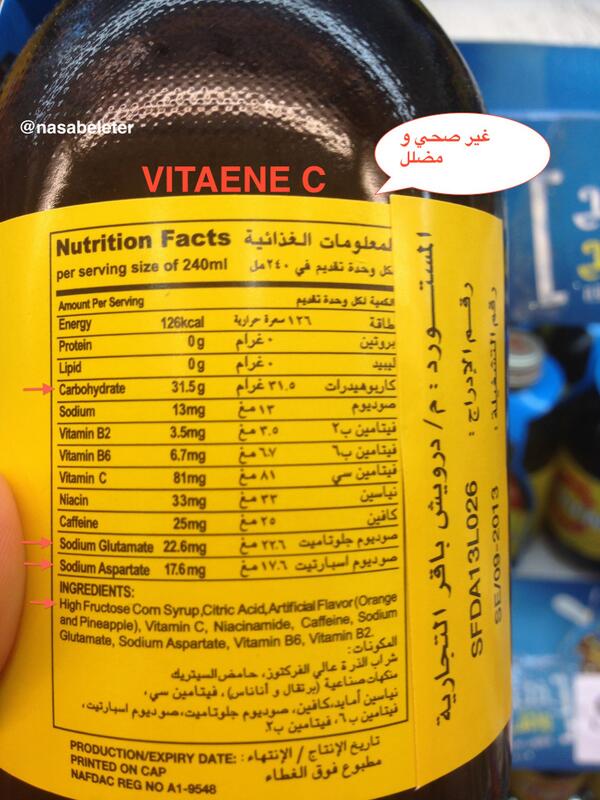 @nasabeleter
غير صحي و
مضلل
VITAENE C
Nutrition Facts لمعلومات الغذائية
per serving size of 240ml لكل وحدة تقديم في ٢٤٠مل
Amount Per Serving الكمية لكل وحدة تقديم
Energy 126kcal ١٢٦ سعرة حرارية طاقة
Protein 0g ٠ غرام بروتين
Lipid 0g ٠ غرام ليبيد
Carbohydrate 31.5g ٣١.٥ غرام كاربوهيدرات
Sodium 13mg ١٣ مغ صوديوم
Vitamin B2 3.5mg ٣.٥ مغ فيتامين ب٢
Vitamin B6 6.7mg ٦.٧ مغ فيتامين ب٦
Vitamin C 81mg ٨١ مغ فيتامين سي
Niacin 33mg ٣٣ مغ نياسين
Caffeine 25mg ٢٥ مغ كافين
Sodium Glutamate 22.6mg ٢٢.٦ مغ صوديوم جلوتاميت
Sodium Aspartate 17.6mg ١٧.٦ مغ صوديوم اسبارتيت
INGREDIENTS:
High Fructose Corn Syrup,Citric Acid,Artificial Flavor (Orange
and Pineapple), Vitamin C, Niacinamide, Caffeine, Sodium
Glutamate, Sodium Aspartate, Vitamin B6, Vitamin B2.
المكونات:
شراب الذرة عالي الفركتوز، حامض السيتريك
منكهات صناعية (برتقال و أناناس)، فيتامين سي،
نياسين أمايد،كافين، صوديوم جلوتاميت،صوديوم اسبارتيت،
فيتامين ب٦، فيتامين ب٢.
PRODUCTION/EXPIRY DATE: تاريخ الإنتاج / الإنتهاء:
PRINTED ON CAP مطبوع فوق الغطاء
NAFDAC REG NO A1-9548
المستورد: م/ درويش باقر التجارية
رقم الإدراج :
SFDA13L026
رقم التشغيلة :
SE/09-2013